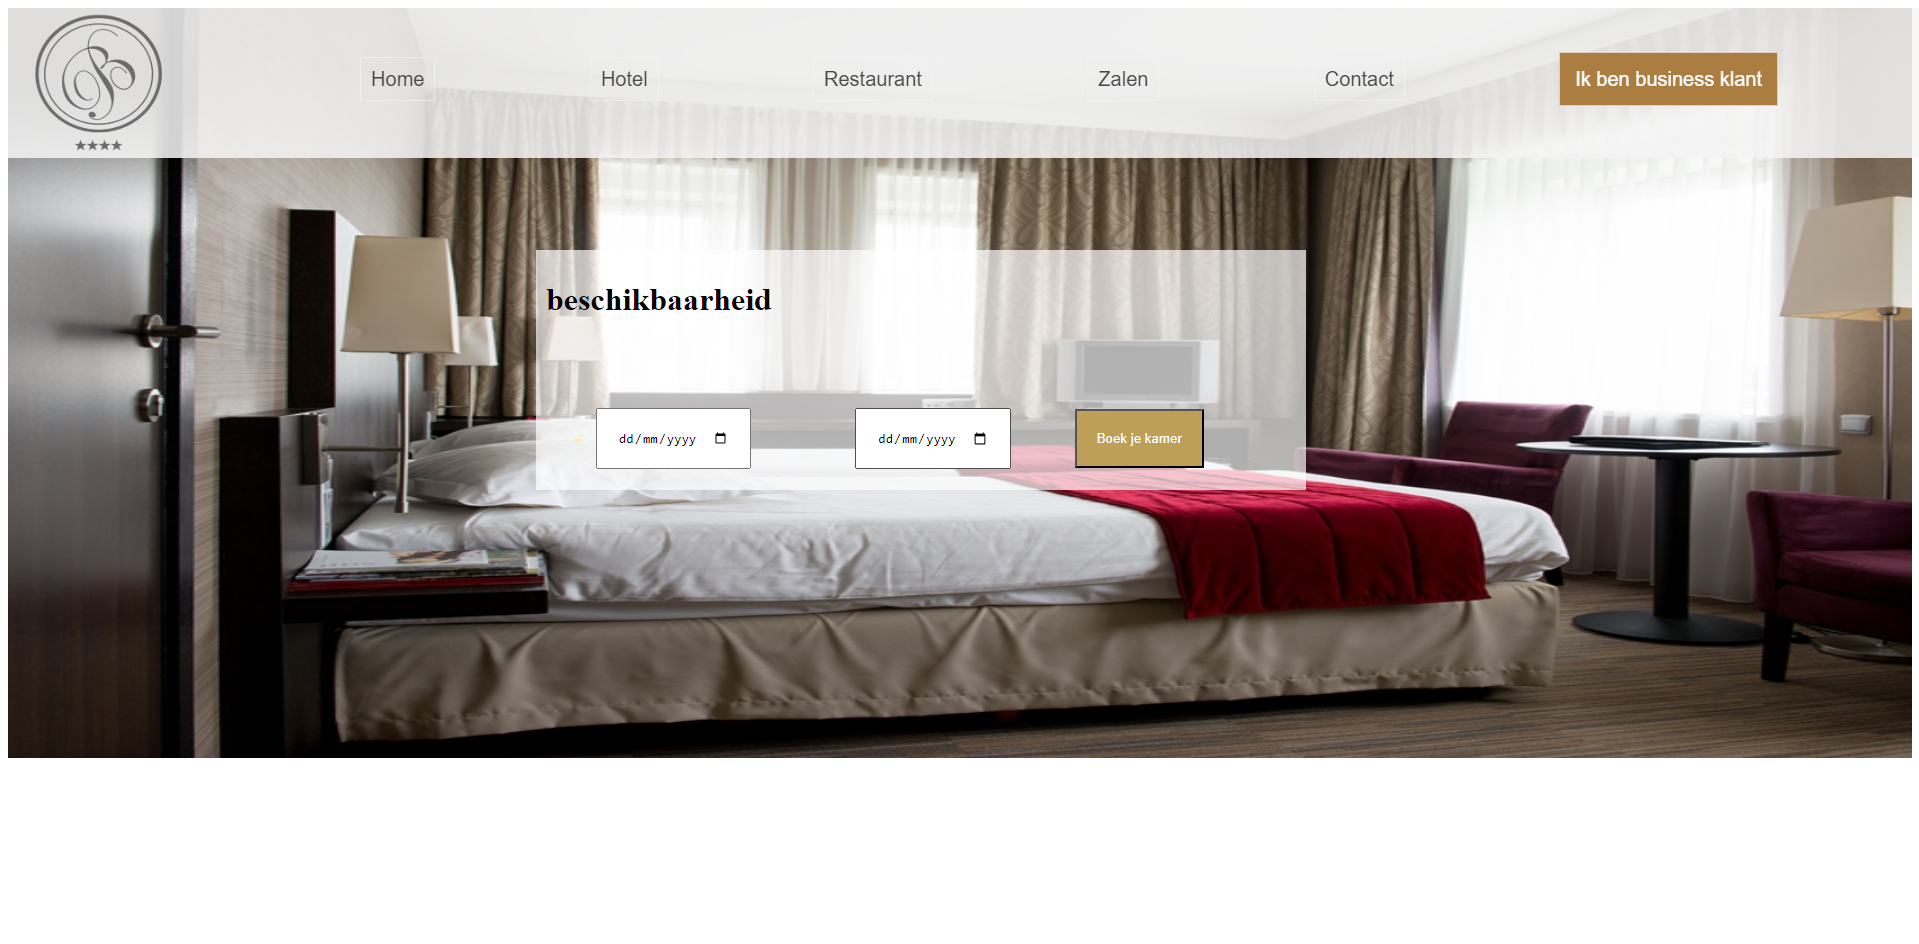 Home Hotel Restaurant Zalen Contact Ik ben business klant
★★★★
beschikbaarheid
dd/mm/yyyy dd/mm/yyyy Boek je kamer